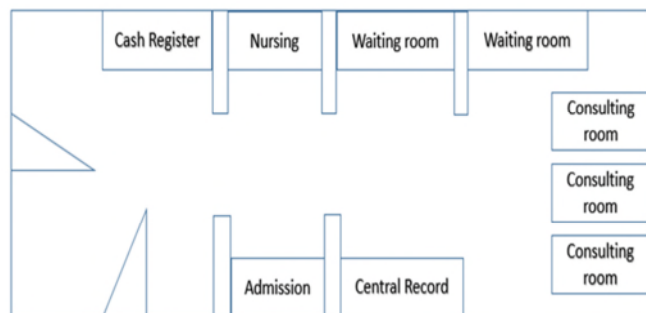 Cash Register
Nursing
Waiting room
Waiting room
Consulting
room
Consulting
room
Consulting
room
Admission
Central Record